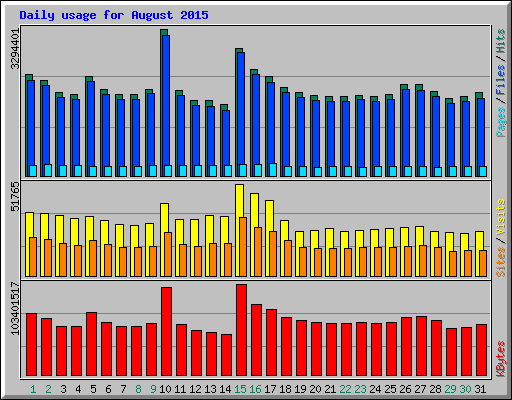 Daily usage for August 2015
3294401
Pages / Files / Hits
51765
Sites / Visits
103401517
KBytes
1 2 3 4 5 6 7 8 9 10 11 12 13 14 15 16 17 18 19 20 21 22 23 24 25 26 27 28 29 30 31